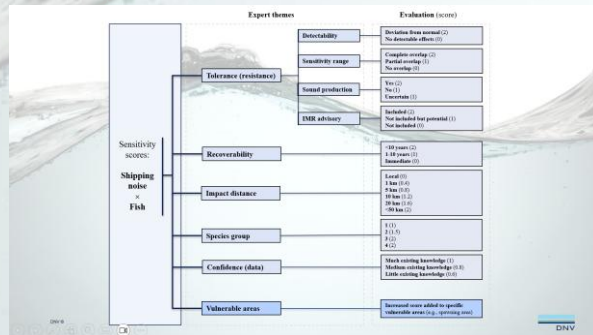 Expert themes
Evaluation (score)
Sensitivity
scores:
Shipping
noise
×
Fish
Tolerance (resistance)
Detectability
Deviation from normal (2)
No detectable effects (0)
Sensitivity range
Complete overlap (2)
Partial overlap (1)
No overlap (0)
Sound production
Yes (2)
No (1)
Uncertain (1)
IMR advisory
Included (2)
Not included but potential (1)
Not included (0)
Recoverability
<10 years (2)
1-10 years (1)
Immediate (0)
Impact distance
Local (0)
1 km (0.4)
5 km (0.8)
10 km (1.2)
20 km (1.6)
<50 km (2)
Species group
1 (1)
2 (1.5)
3 (2)
4 (2)
Confidence (data)
Much existing knowledge (1)
Medium existing knowledge (0.8)
Little existing knowledge (0.6)
Vulnerable areas
Increased score added to specific
vulnerable areas (e.g., spawning area)
DNV ©
DNV